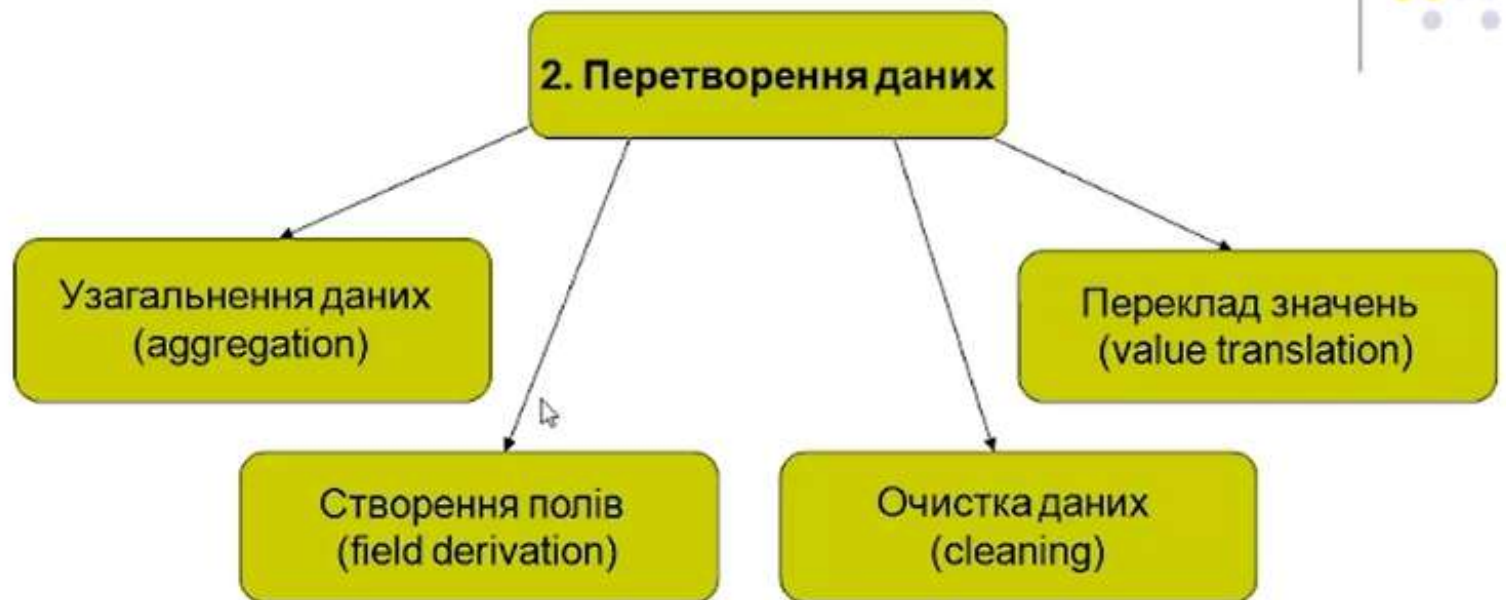 2. Перетворення даних
Узагальнення даних
(aggregation)
Переклад значень
(value translation)
Створення полів
(field derivation)
Очистка даних
(cleaning)